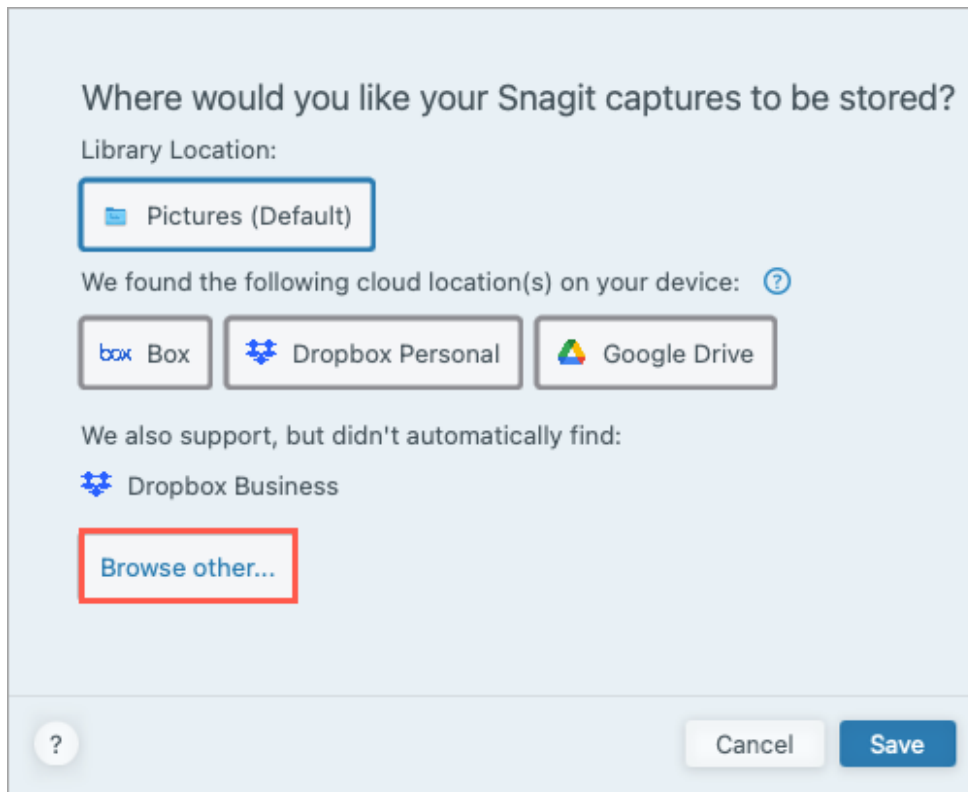 Where would you like your Snagit captures to be stored?
Library Location:
Pictures (Default)
We found the following cloud location(s) on your device: ?
box Box Dropbox Personal Google Drive
We also support, but didn't automatically find:
Dropbox Business
Browse other...
? Cancel Save